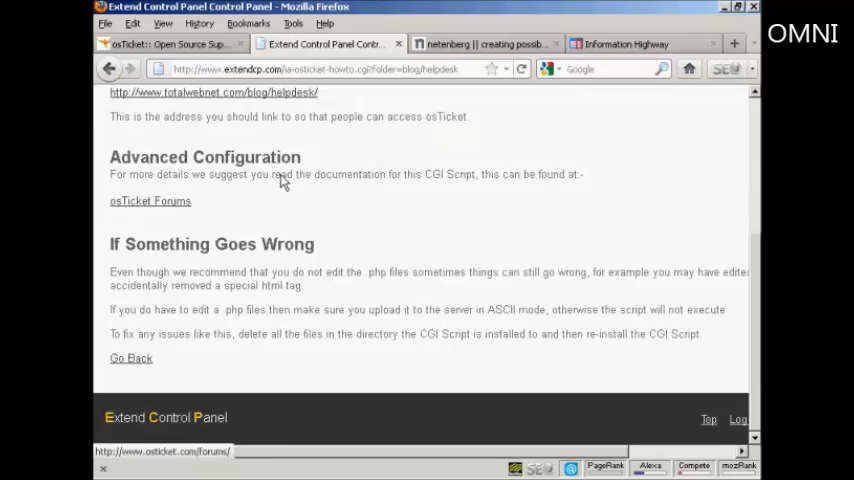 Extend Control Panel Control Panel - Mozilla Firefox
OMNI
File Edit View History Bookmarks Tools Help
osTicket:: Open Source Sup...
Extend Control Panel Contr...
netenberg || creating possib...
Information Highway
http://www.extendcp.com/ia-osticket-howto.cgi?folder=blog/helpdesk
Google
SE
http://www.totalwebnet.com/blog/helpdesk/
This is the address you should link to so that people can access osTicket.
Advanced Configuration
For more details we suggest you read the documentation for this CGI Script, this can be found at:-
osTicket Forums
If Something Goes Wrong
Even though we recommend that you do not edit the .php files sometimes things can still go wrong, for example you may have edited
accidentally removed a special html tag.
If you do have to edit a .php files then make sure you upload it to the server in ASCII mode, otherwise the script will not execute
To fix any issues like this, delete all the files in the directory the CGI Script is installed to and then re-install the CGI Script.
Go Back
Extend Control Panel
Top Log
http://www.osticket.com/forums/
SE PageRank Alexa Compete mozRank